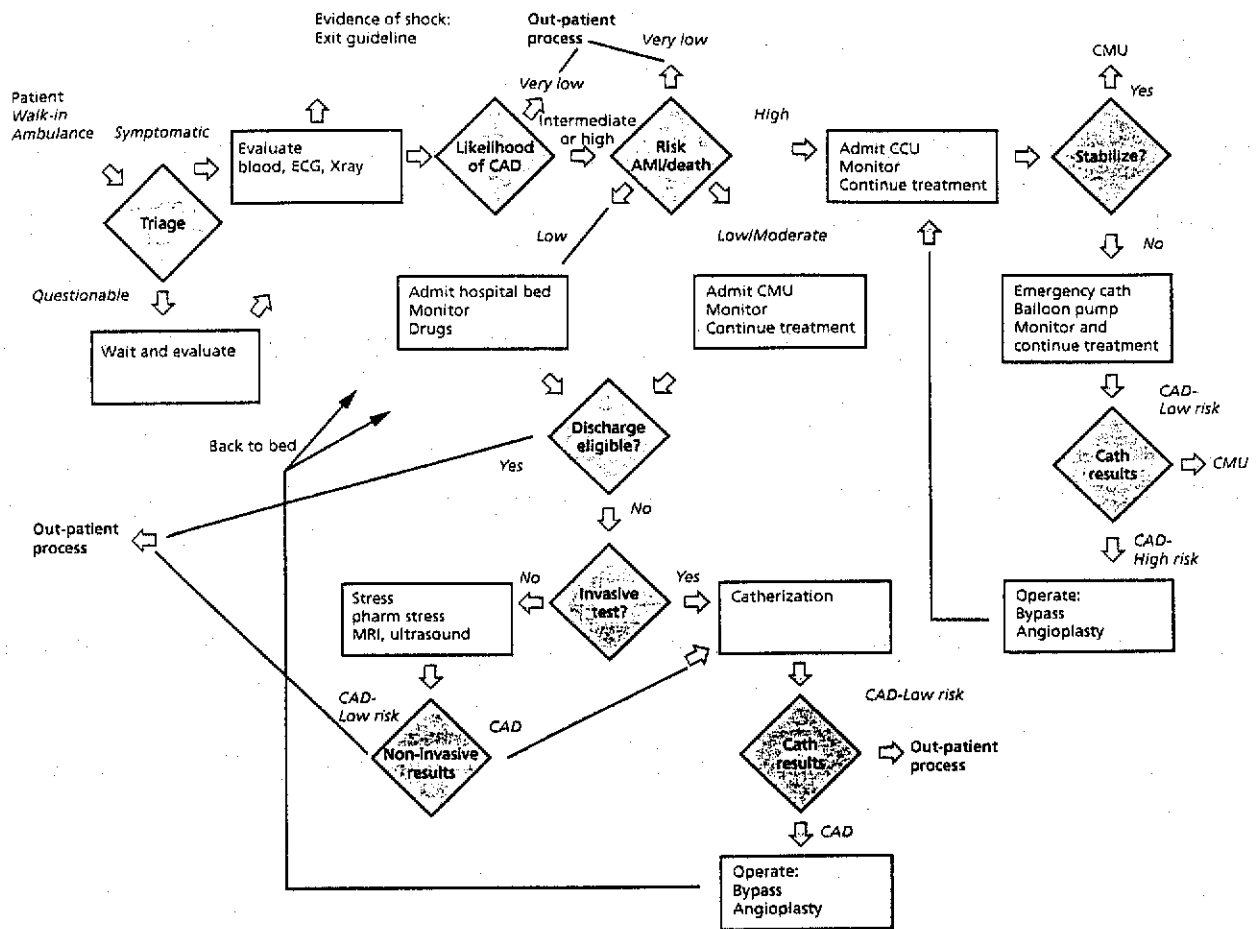 Evidence of shock:
Exit guideline
Out-patient
process
Very low
Very low
CMU
Yes
Patient
Walk-in
Ambulance
Symptomatic
Evaluate
blood, ECG, Xray
Likelihood
of CAD
Intermediate
or high
Risk
AMI/death
High
Admit CCU
Monitor
Continue treatment
Stabilize?
Triage
Low
Low/Moderate
No
Questionable
Wait and evaluate
Admit hospital bed
Monitor
Drugs
Admit CMU
Monitor
Continue treatment
Emergency cath
Balloon pump
Monitor and
continue treatment
CAD-
Low risk
Back to bed
Discharge
eligible?
Yes
Cath
results
CMU
No
Out-patient
process
CAD-
High risk
No
Yes
Stress
pharm stress
MRI, ultrasound
Invasive
test?
Catherization
Operate:
Bypass
Angioplasty
CAD-
Low risk
CAD
Non-invasive
results
CAD-Low risk
Cath
results
Out-patient
process
CAD
Operate:
Bypass
Angioplasty